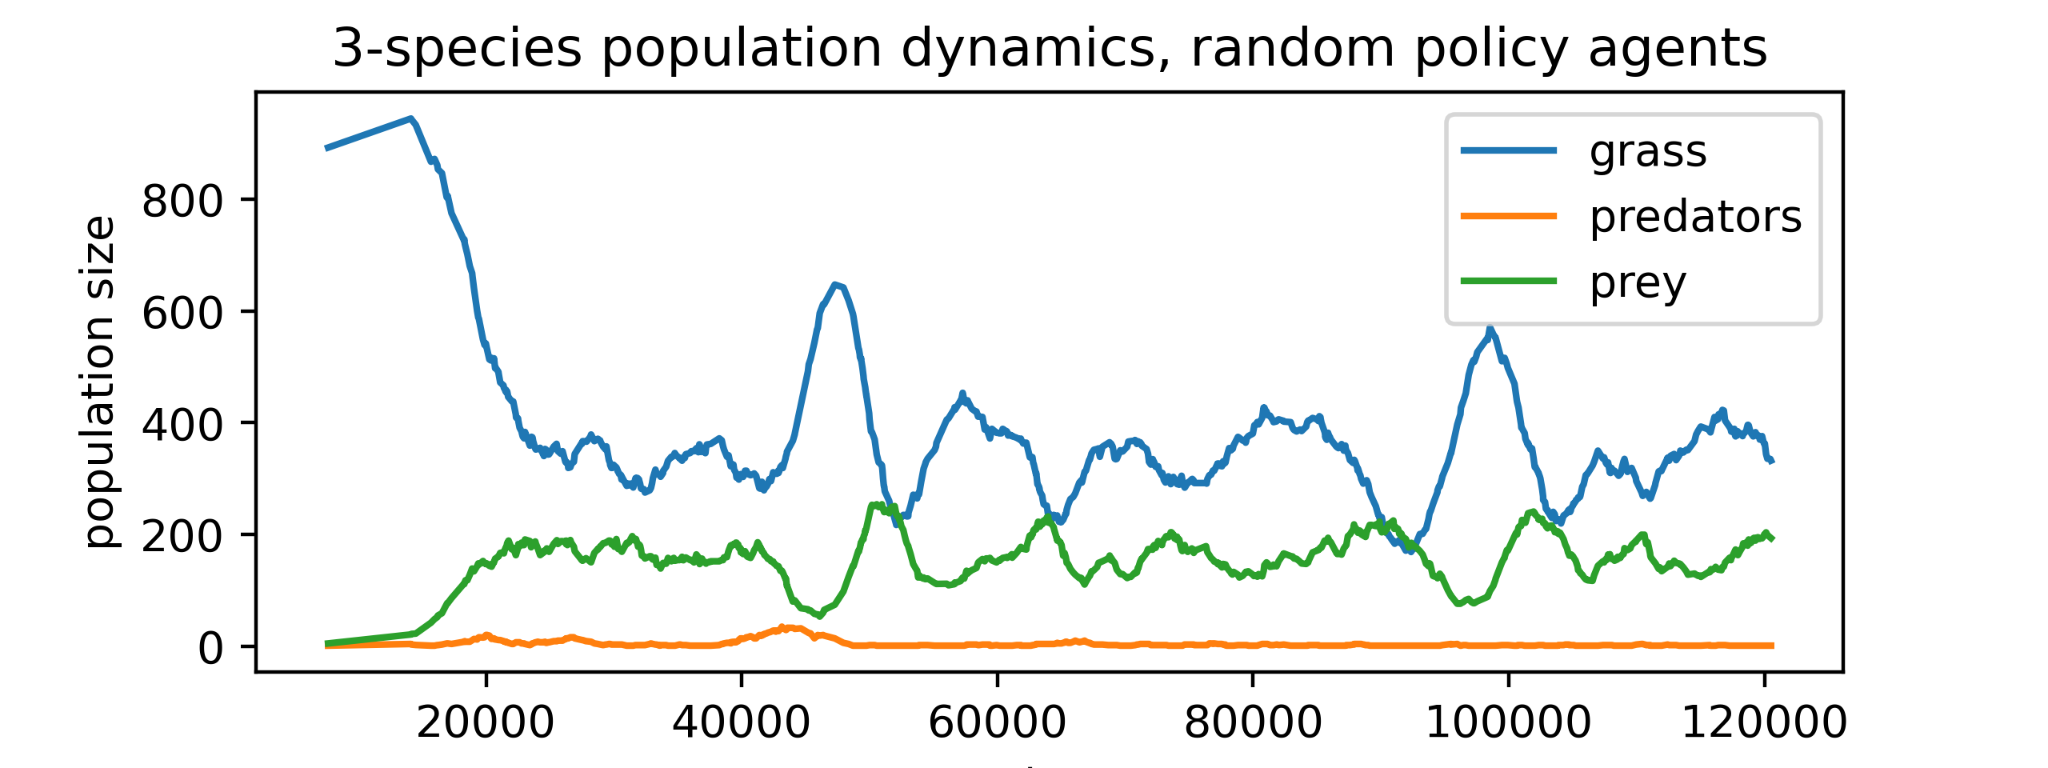 3-species population dynamics, random policy agents
grass
predators
prey
population size
800
600
400
200
0
20000 40000 60000 80000 100000 120000